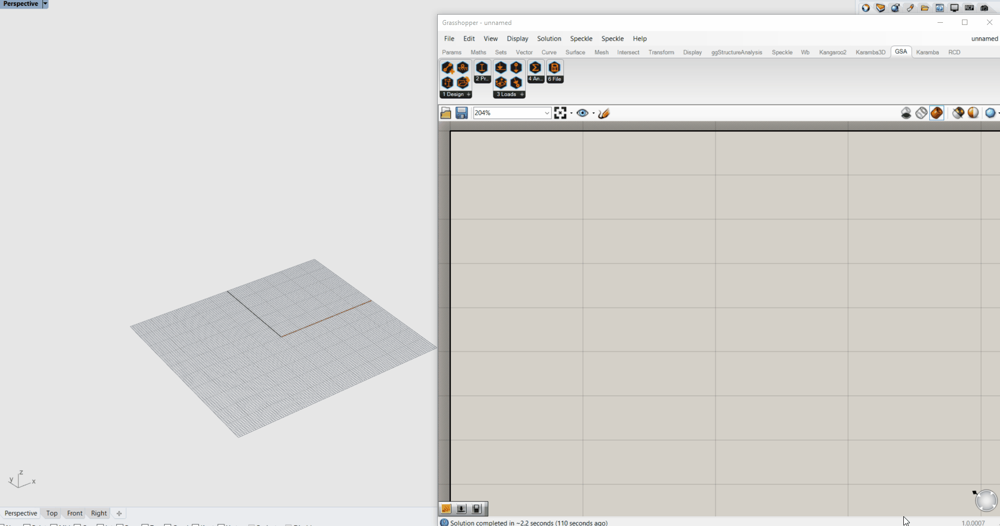 Perspective
RCP
Grasshopper - unnamed
File Edit View Display Solution Speckle Speckle Help unnamed
Params Maths Sets Vector Curve Surface Mesh Intersect Transform Display ggStructureAnalysis Speckle Wb Kangaroo2 Karamba3D GSA Karamba RCD
2 Pr... 4 An... 6 File
1 Design + 3 Loads +
204%
z
y x
Perspective Top Front Right
Solution completed in ~2.2 seconds (110 seconds ago) 1.0.0007